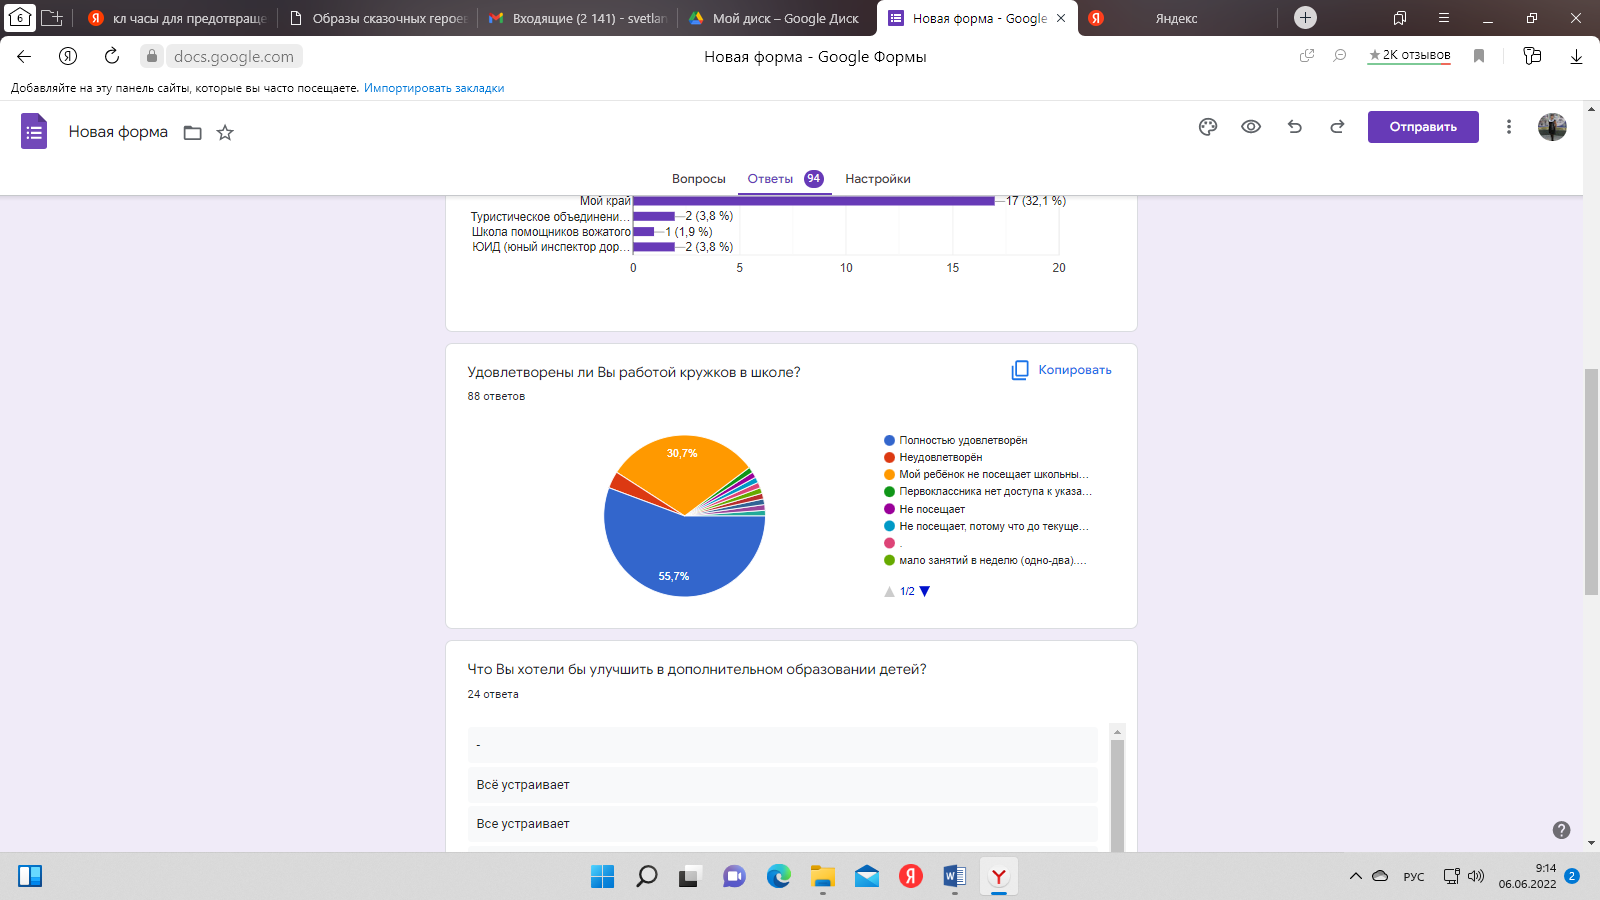 6
кл часы для предотвраще
Образы сказочных героев
Входящие (2 141) - svetlan
Мой диск – Google Диск
Новая форма - Google
Яндекс
docs.google.com
Новая форма - Google Формы
2K отзывов
Добавляйте на эту панель сайты, которые вы часто посещаете. Импортировать закладки
Новая форма
Отправить
Вопросы
Ответы 94
Настройки
Мой край
17 (32,1 %)
Туристическое объединени…
2 (3,8 %)
Школа помощников вожатого
1 (1,9 %)
ЮИД (юный инспектор дор…
2 (3,8 %)
0 5 10 15 20
Удовлетворены ли Вы работой кружков в школе?
Копировать
88 ответов
30,7%
55,7%
Полностью удовлетворён
Неудовлетворён
Мой ребёнок не посещает школьны…
Первоклассника нет доступа к указа…
Не посещает
Не посещает, потому что до текуще…
.
мало занятий в неделю (одно-два).…
1/2
Что Вы хотели бы улучшить в дополнительном образовании детей?
24 ответа
-
Всё устраивает
Все устраивает
РУС
9:14
06.06.2022
2